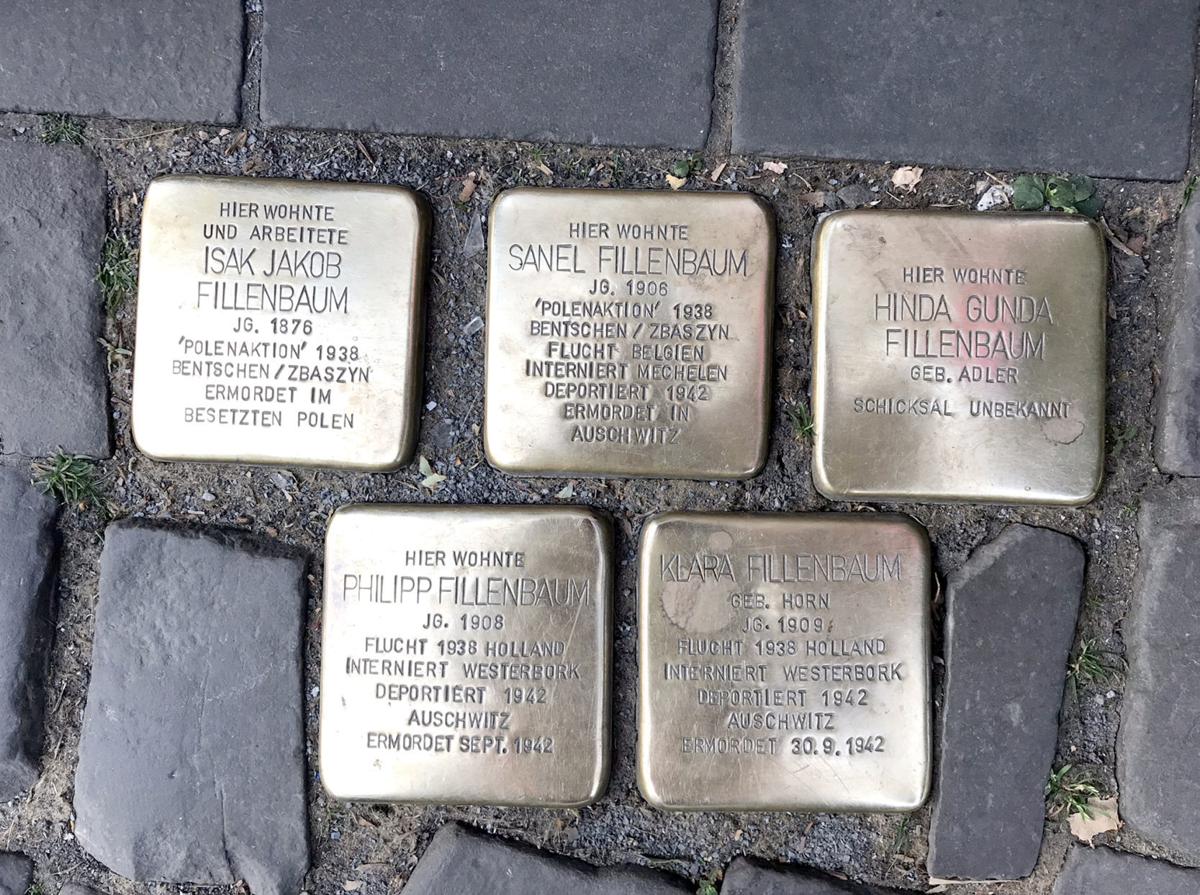 HIER WOHNTE
UND ARBEITETE
ISAK JAKOB
FILLENBAUM
JG. 1876
'POLENAKTION' 1938
BENTSCHEN/ZBASZYN
ERMORDET IM
BESETZTEN POLEN
HIER WOHNTE
SANEL FILLENBAUM
JG. 1906
'POLENAKTION' 1938
BENTSCHEN/ZBASZYN
FLUCHT BELGIEN
INTERNIERT MECHELEN
DEPORTIERT 1942
ERMORDET IN
AUSCHWITZ
HIER WOHNTE
HINDA GUNDA
FILLENBAUM
GEB. ADLER
SCHICKSAL UNBEKANNT
HIER WOHNTE
PHILIPP FILLENBAUM
JG. 1908
FLUCHT 1938 HOLLAND
INTERNIERT WESTERBORK
DEPORTIERT 1942
AUSCHWITZ
ERMORDET SEPT. 1942
KLARA FILLENBAUM
GEB. HORN
JG. 1909
FLUCHT 1938 HOLLAND
INTERNIERT WESTERBORK
DEPORTIERT 1942
AUSCHWITZ
ERMORDET 30.9.1942